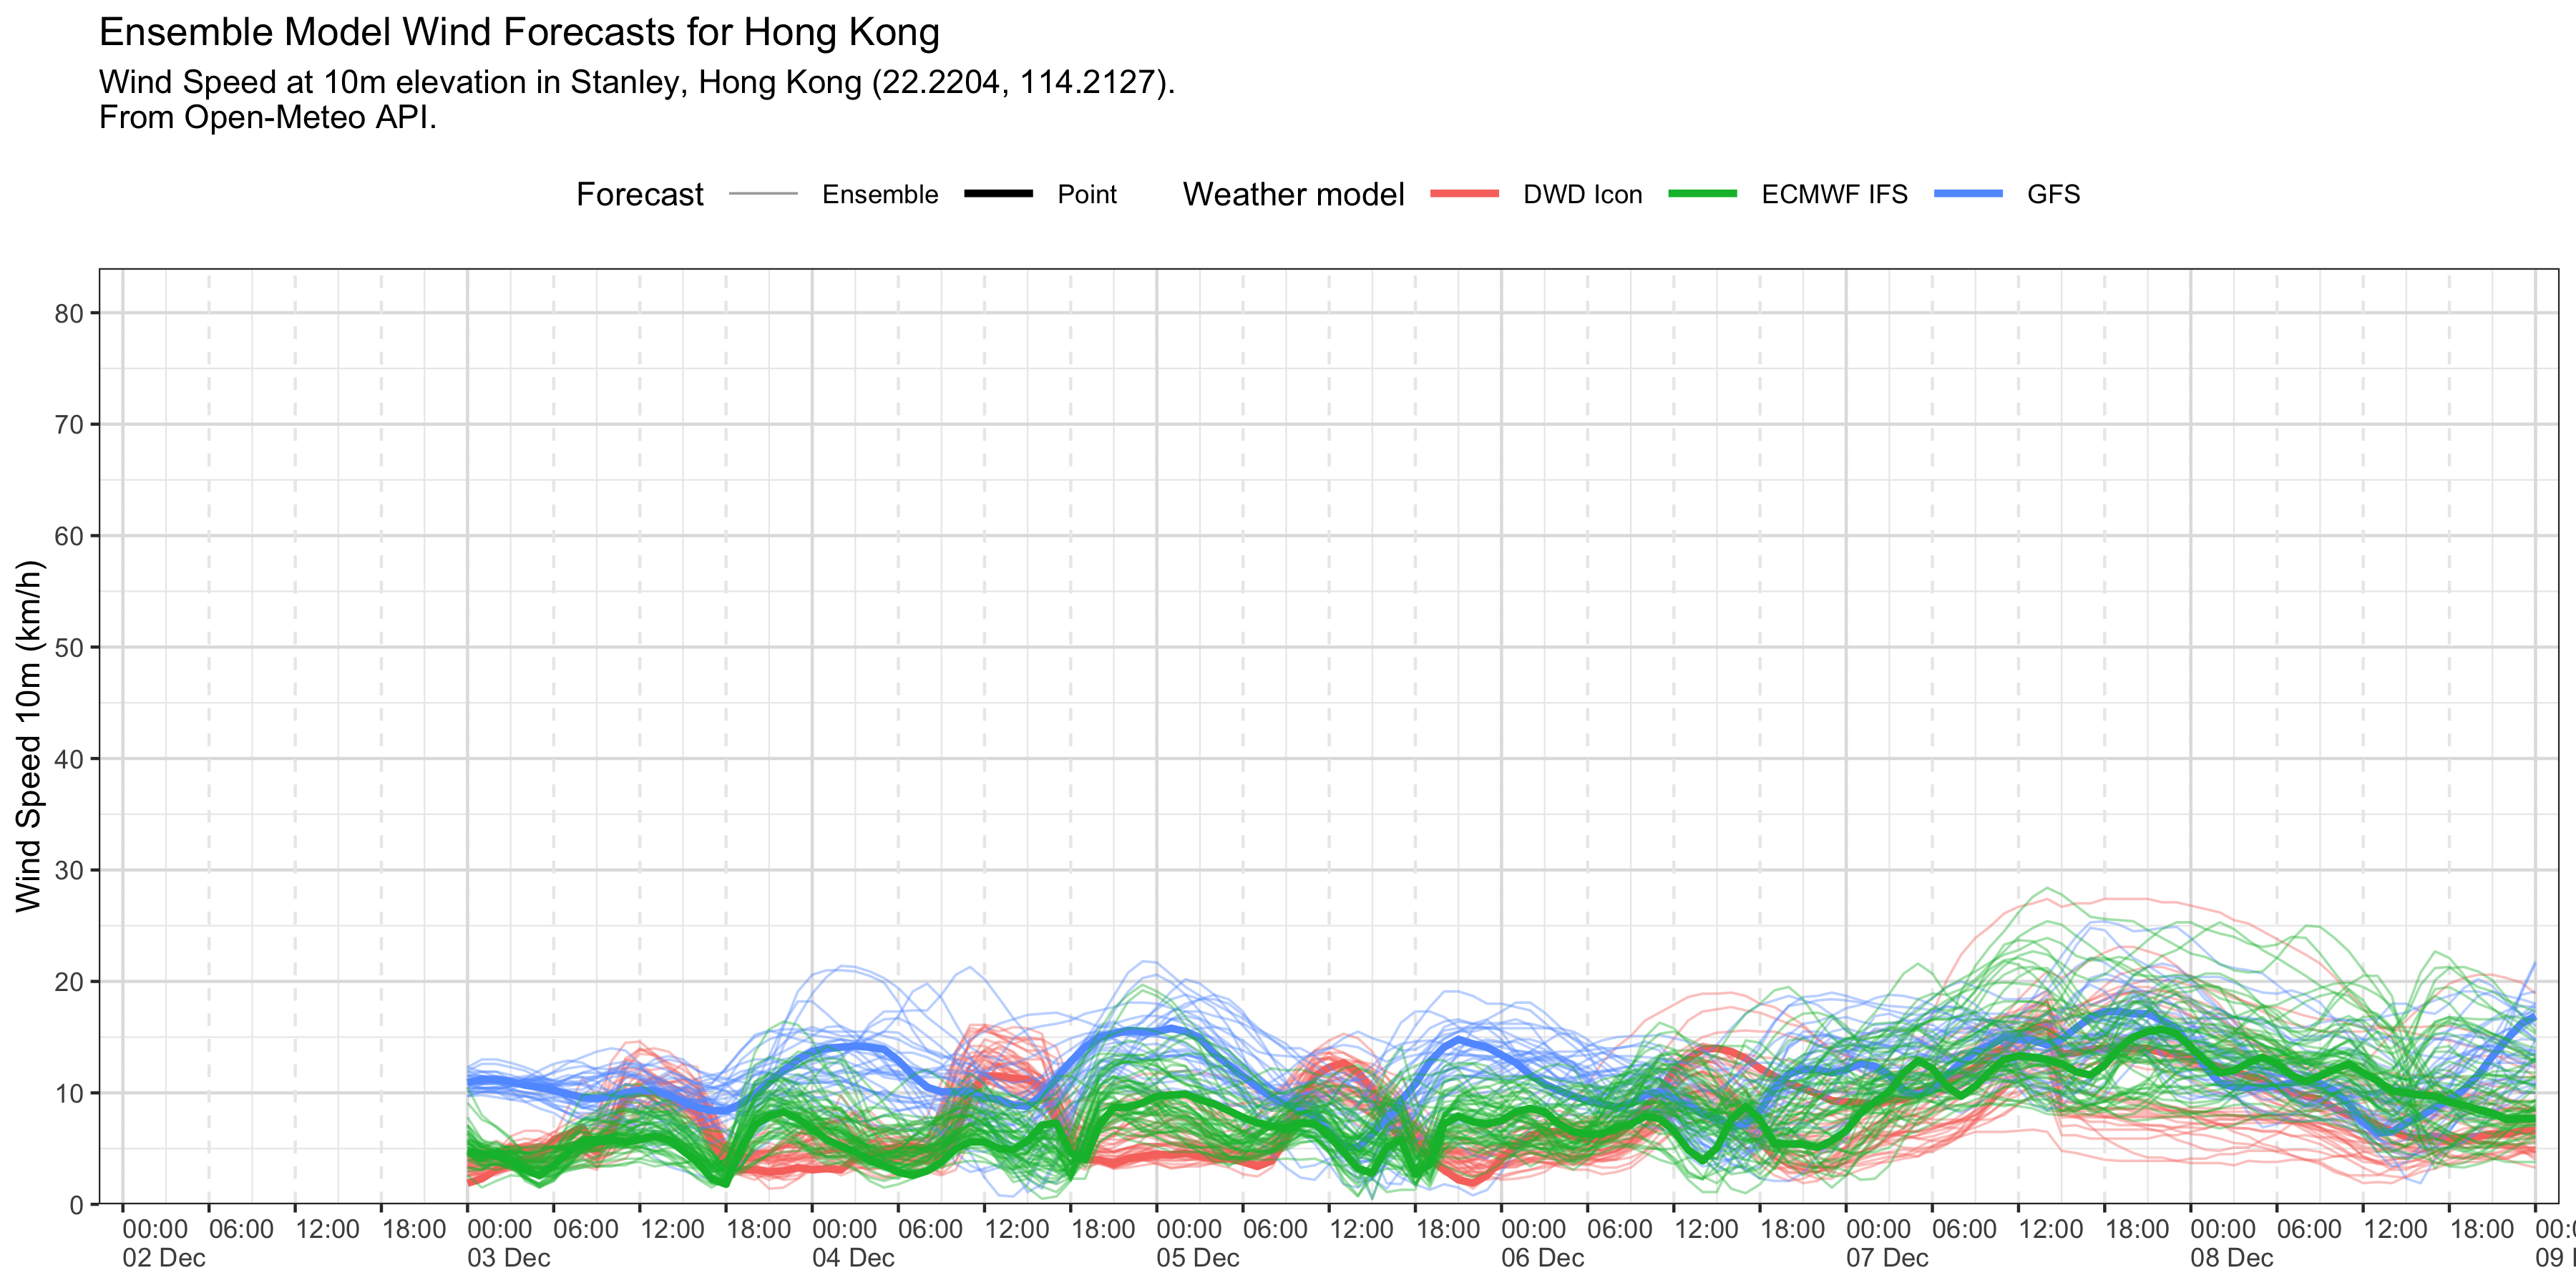 Ensemble Model Wind Forecasts for Hong Kong
Wind Speed at 10m elevation in Stanley, Hong Kong (22.2204, 114.2127).
From Open-Meteo API.
Forecast Ensemble Point Weather model DWD Icon ECMWF IFS GFS
Wind Speed 10m (km/h)
80
70
60
50
40
30
20
10
0
00:00 06:00 12:00 18:00 00:00 06:00 12:00 18:00 00:00 06:00 12:00 18:00 00:00 06:00 12:00 18:00 00:00 06:00 12:00 18:00 00:00 06:00 12:00 18:00 00:00 06:00 12:00 18:00
02 Dec 03 Dec 04 Dec 05 Dec 06 Dec 07 Dec 08 Dec 09